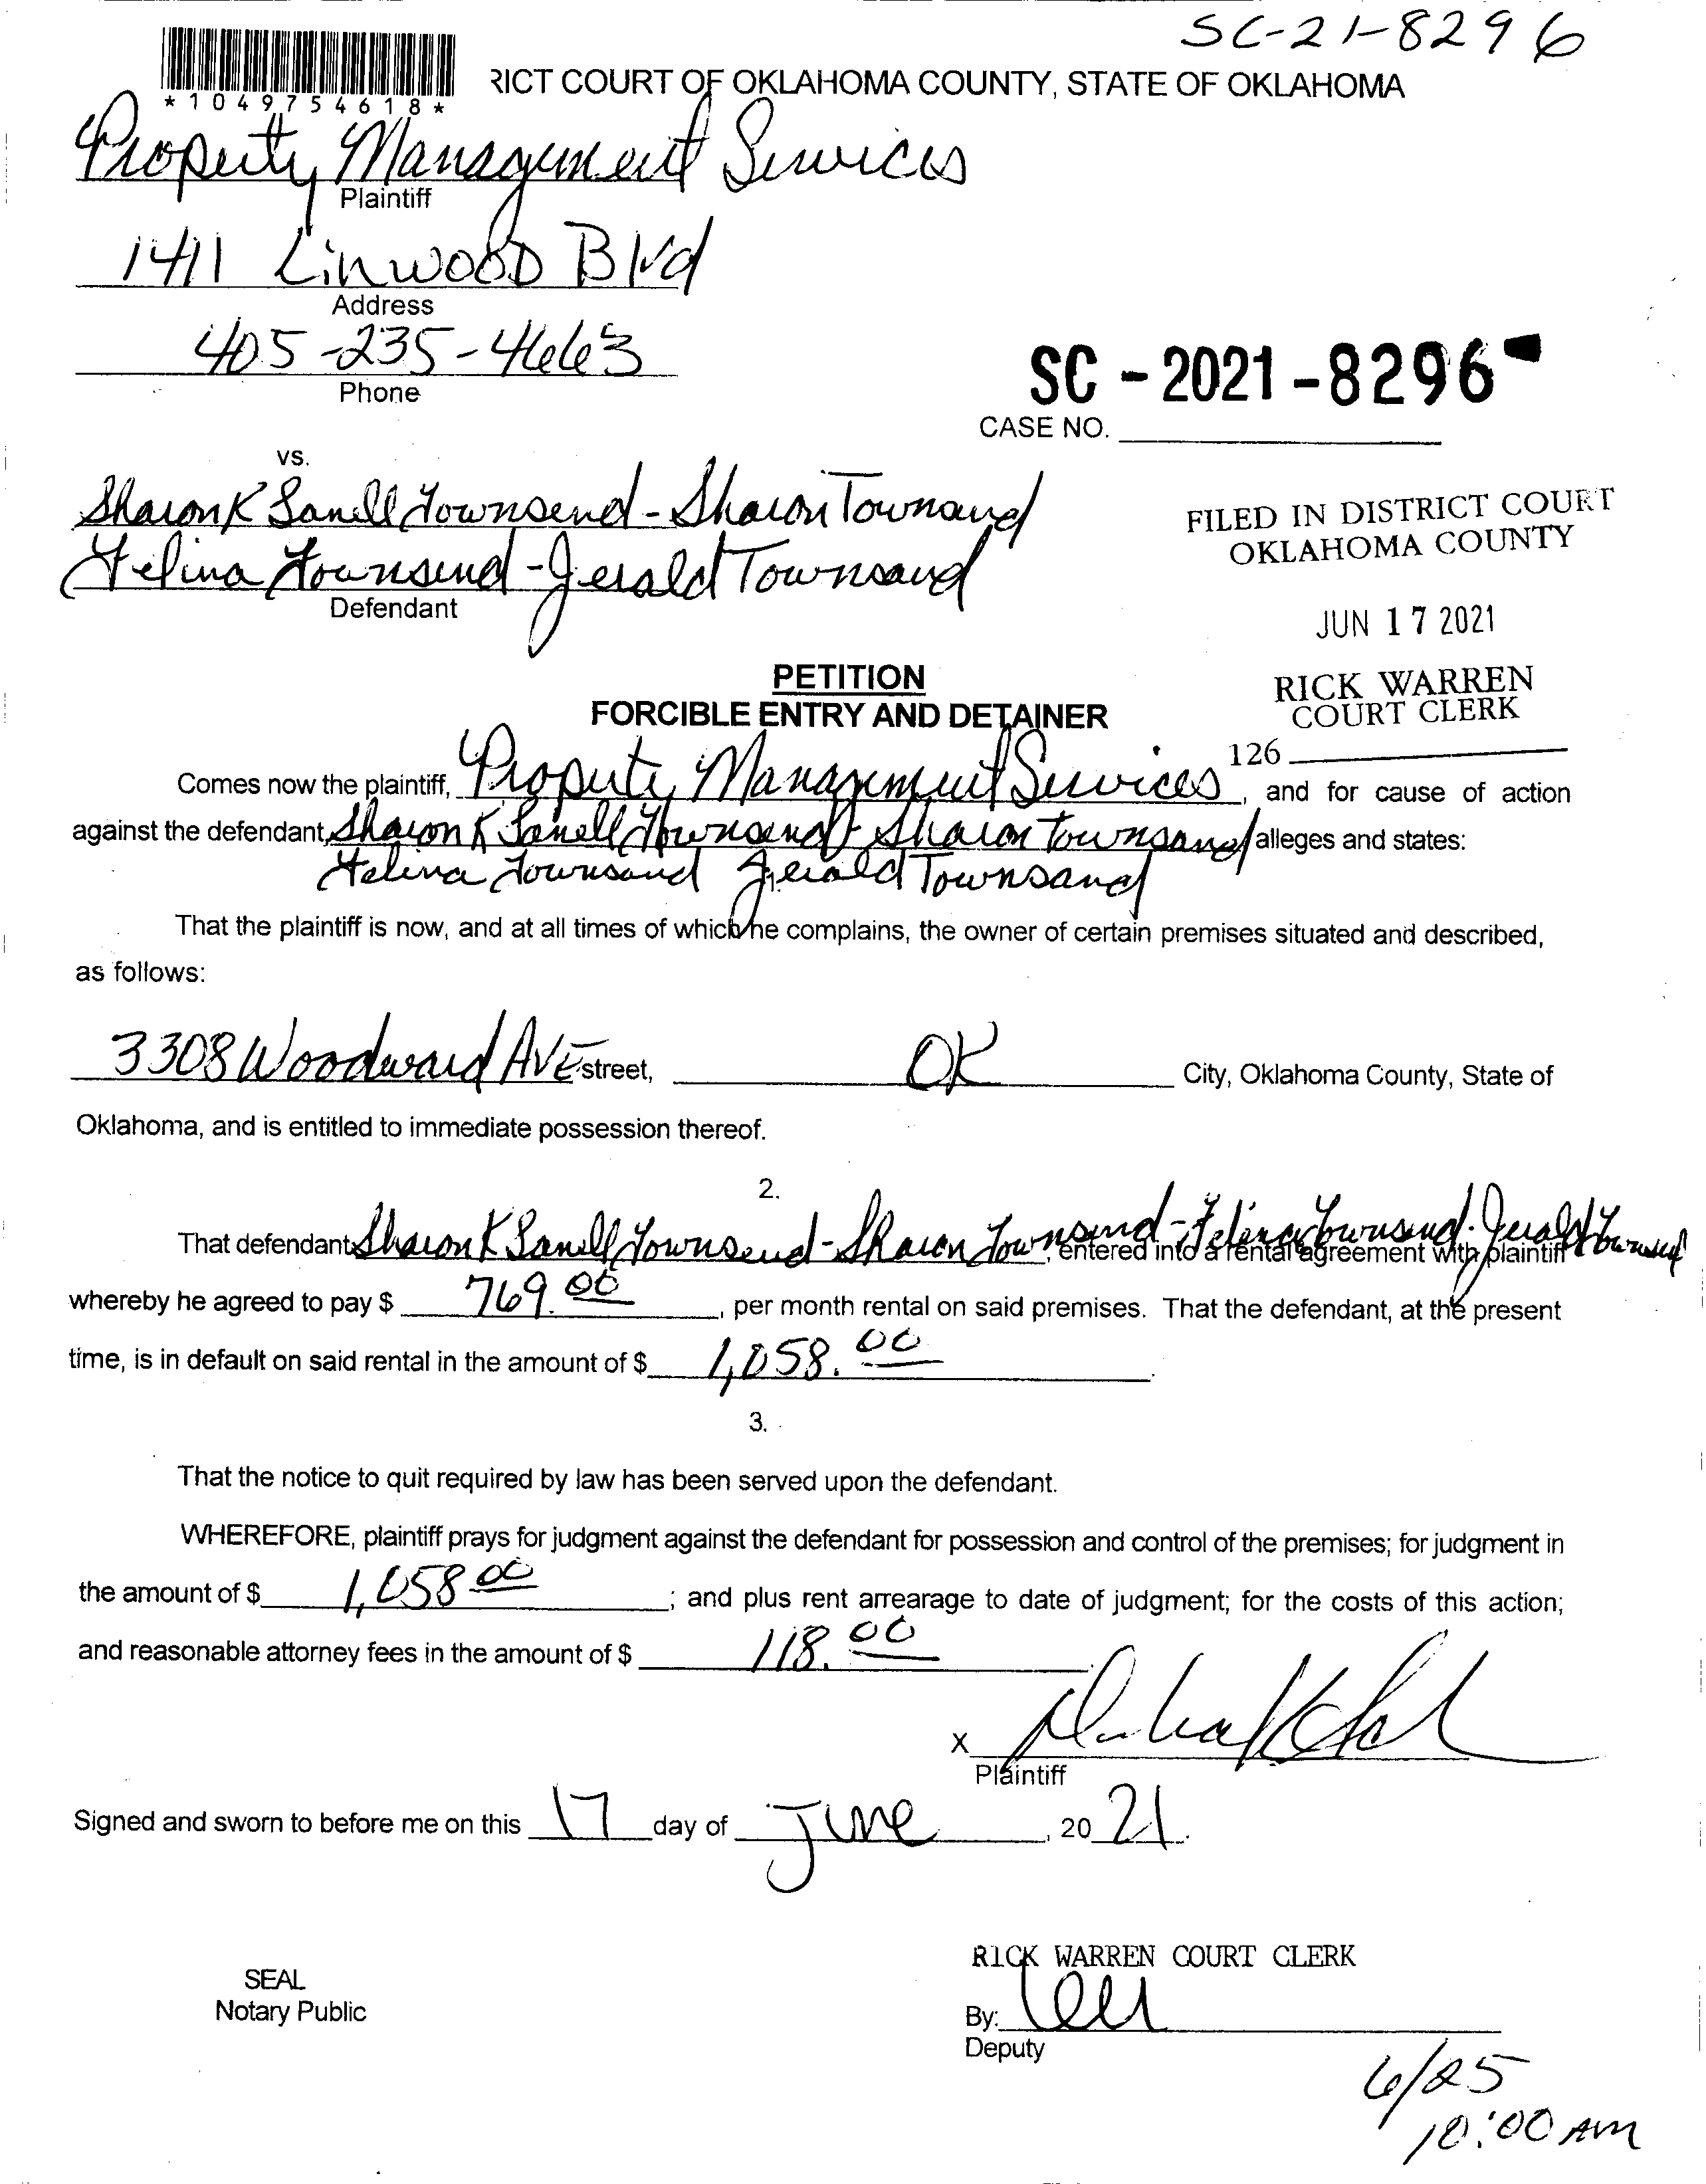 SC-21-8296
*1049754618*
RICT COURT OF OKLAHOMA COUNTY, STATE OF OKLAHOMA
Property Management Services
Plaintiff
1411 Linwood Blvd
Address
405-235-4663
Phone
SC-2021-8296
CASE NO.
vs.
Sharon K Sanell Townsend - Sharon Townsand
Felina Townsend - Jerald Townsand
Defendant
FILED IN DISTRICT COURT
OKLAHOMA COUNTY
JUN 17 2021
RICK WARREN
COURT CLERK
126
PETITION
FORCIBLE ENTRY AND DETAINER
Comes now the plaintiff, Property Management Services, and for cause of action
against the defendant, Sharon K Sanell Townsend - Sharon Townsand alleges and states:
Felina Townsand Jerald Townsand
That the plaintiff is now, and at all times of which he complains, the owner of certain premises situated and described,
as follows:
3308 Woodward AVE street, OK City, Oklahoma County, State of
Oklahoma, and is entitled to immediate possession thereof.
2.
That defendant Sharon K Sanell Townsend - Sharon Townsend - Felina Townsend - Jerald Townsend, entered into a rental agreement with plaintiff
whereby he agreed to pay $ 769.00, per month rental on said premises. That the defendant, at the present
time, is in default on said rental in the amount of $ 1,058.00.
3.
That the notice to quit required by law has been served upon the defendant.
WHEREFORE, plaintiff prays for judgment against the defendant for possession and control of the premises; for judgment in
the amount of $ 1,058.00; and plus rent arrearage to date of judgment; for the costs of this action;
and reasonable attorney fees in the amount of $ 118.00.
X
Plaintiff
Signed and sworn to before me on this 17 day of June, 2021.
RICK WARREN COURT CLERK
SEAL
Notary Public
By:
Deputy
6/25
10:00 AM